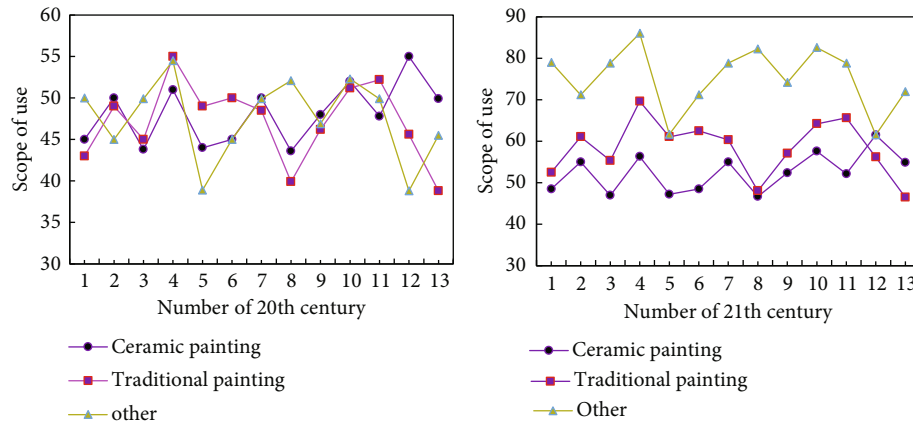 60
55
50
45
40
35
30
Scope of use
1 2 3 4 5 6 7 8 9 10 11 12 13
Number of 20th century
Ceramic painting
Traditional painting
other
90
80
70
60
50
40
30
Scope of use
1 2 3 4 5 6 7 8 9 10 11 12 13
Number of 21th century
Ceramic painting
Traditional painting
Other